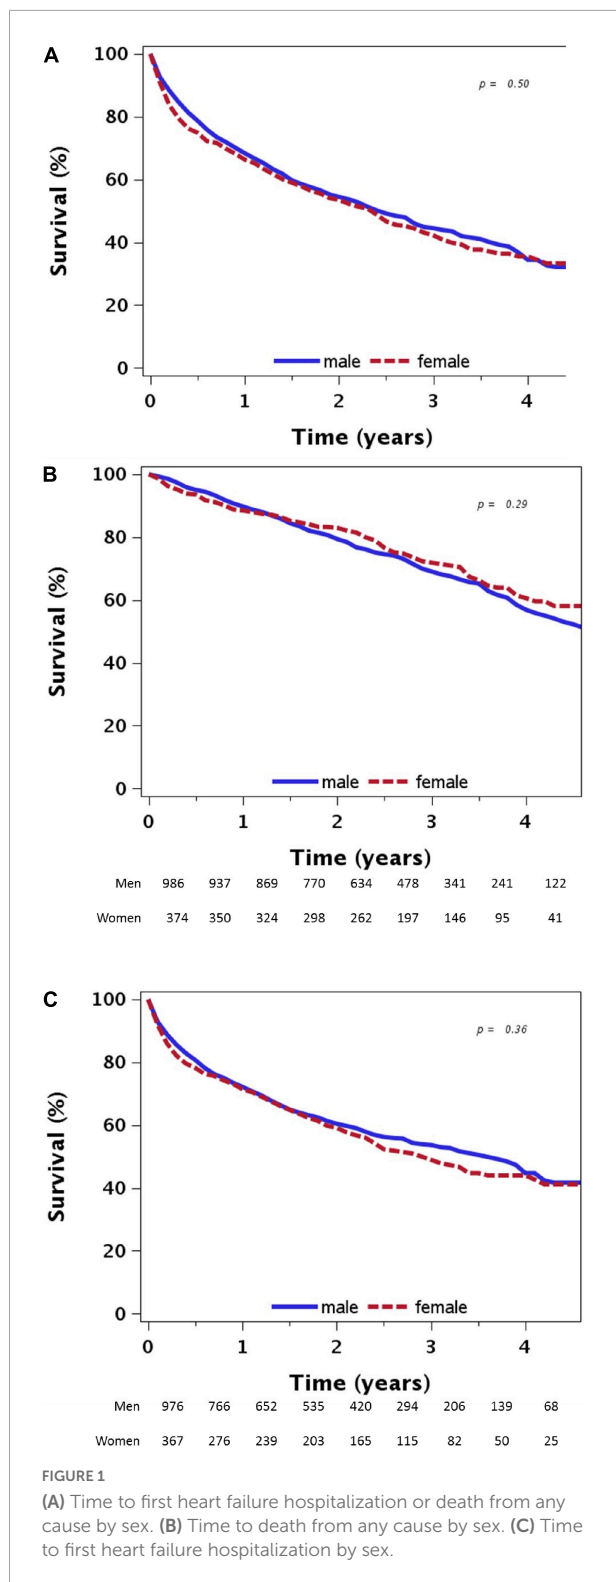 A
100
80
60
40
20
0
Survival (%)
p = 0.50
male female
0 1 2 3 4
Time (years)
B
100
80
60
40
20
0
Survival (%)
p = 0.29
male female
0 1 2 3 4
Time (years)
Men 986 937 869 770 634 478 341 241 122
Women 374 350 324 298 262 197 146 95 41
C
100
80
60
40
20
0
Survival (%)
p = 0.36
male female
0 1 2 3 4
Time (years)
Men 976 766 652 535 420 294 206 139 68
Women 367 276 239 203 165 115 82 50 25
FIGURE 1
(A) Time to first heart failure hospitalization or death from any
cause by sex. (B) Time to death from any cause by sex. (C) Time
to first heart failure hospitalization by sex.